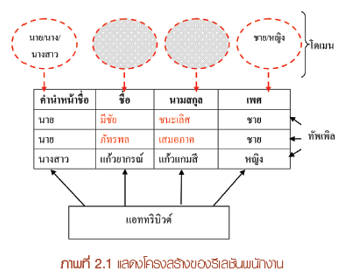 นาย/นาง/
นางสาว
ชาย/หญิง
โดเมน
คำนำหน้าชื่อ ชื่อ นามสกุล เพศ
นาย มีชัย ชนะเลิศ ชาย
นาย ภัทรพล เสมอภาค ชาย
นางสาว แก้วยากรณ์ แก้วแกมสี หญิง
ทัพเพิล
แอททริบิวต์
ภาพที่ 2.1 แสดงโครงสร้างของรีเลชันพนักงาน